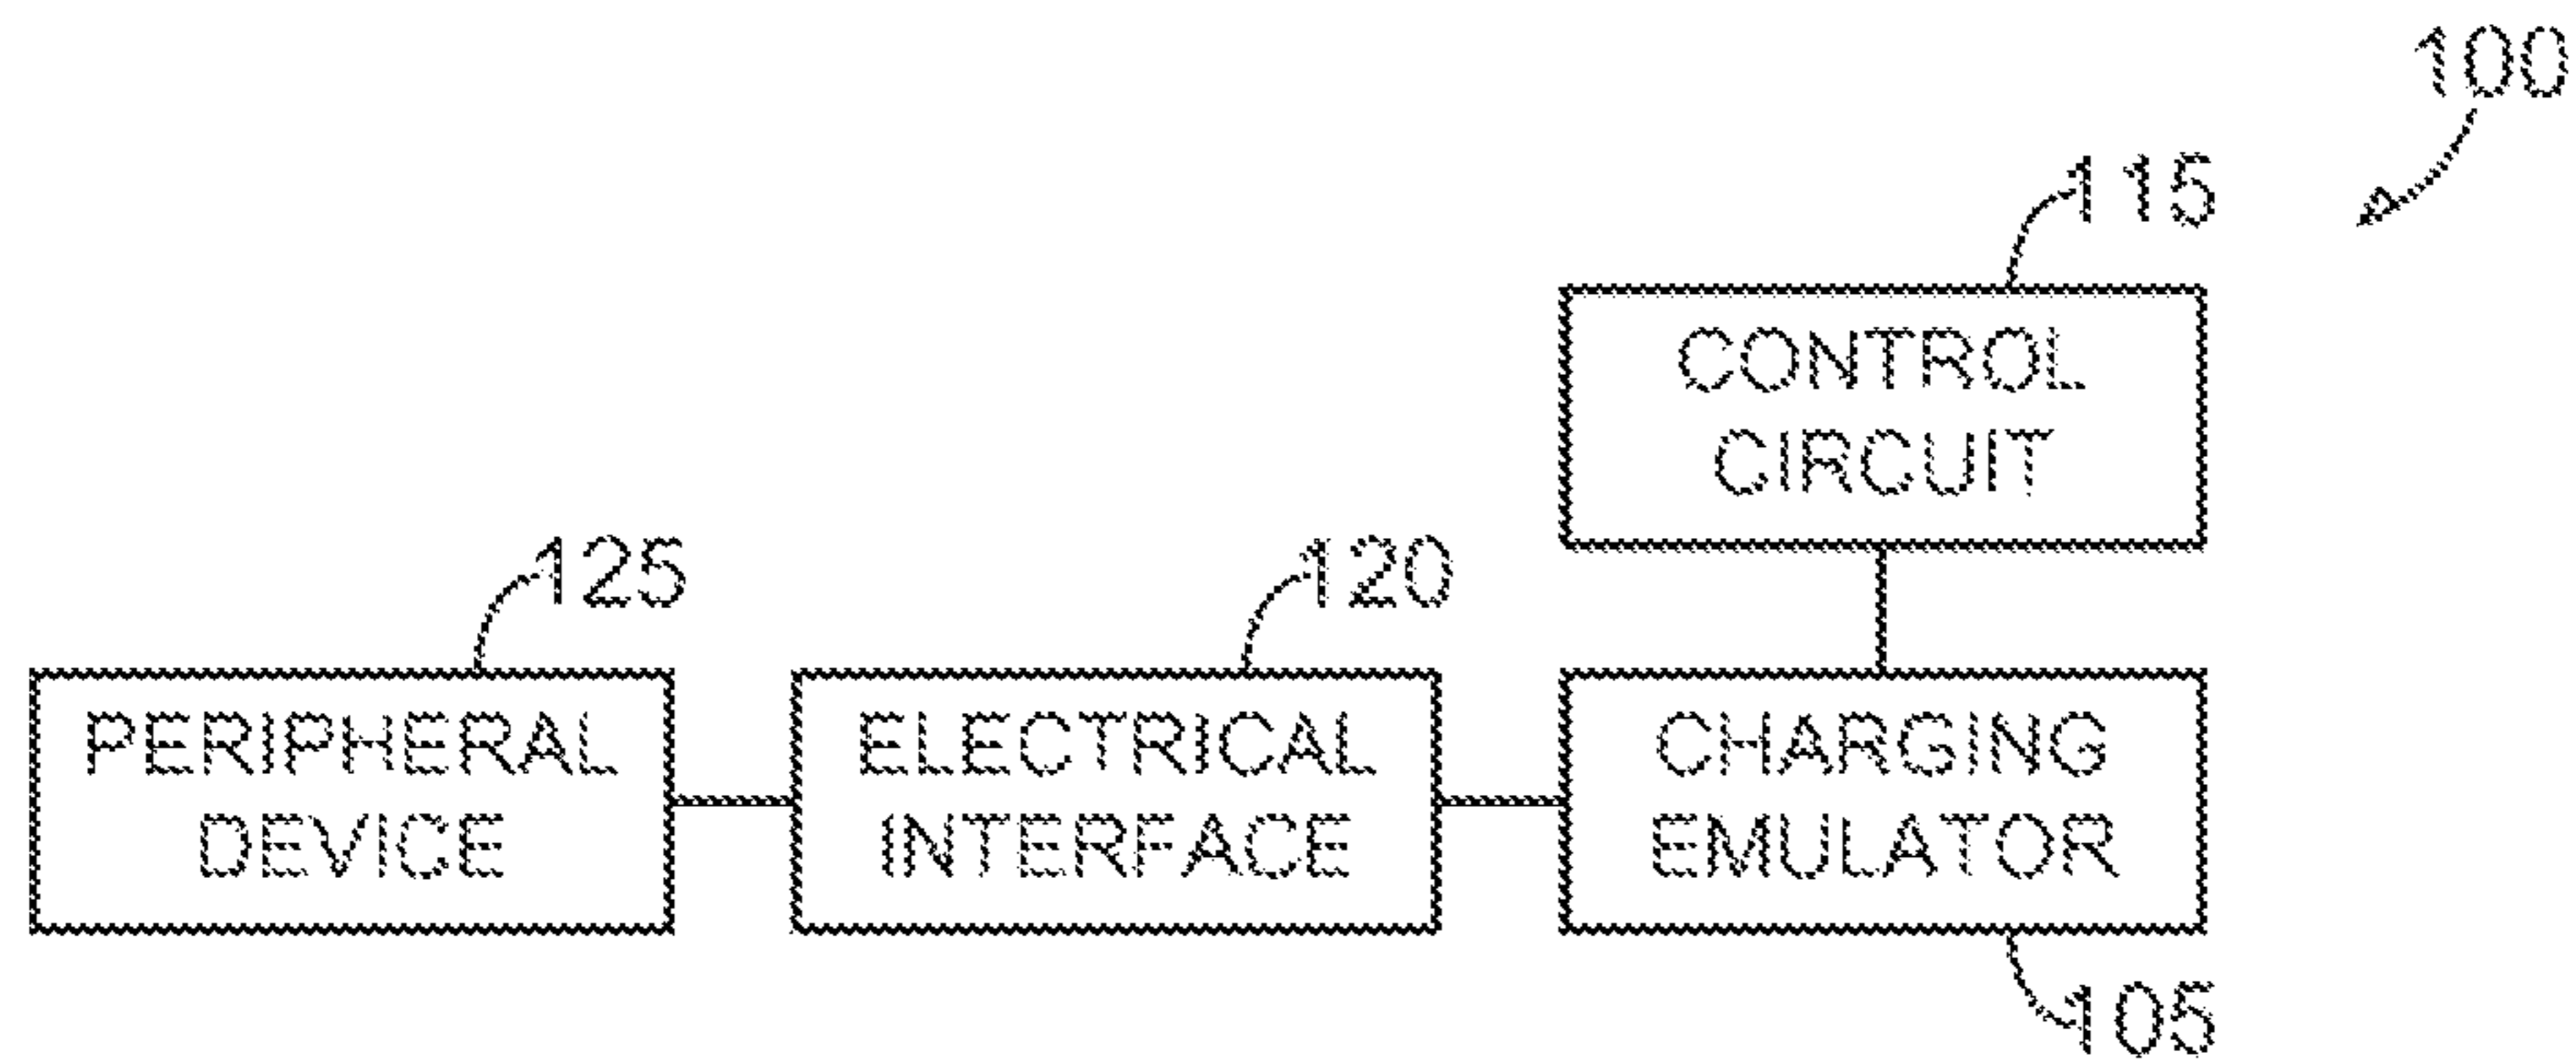 100
115
CONTROL
CIRCUIT
125
120
PERIPHERAL
DEVICE
ELECTRICAL
INTERFACE
CHARGING
EMULATOR
105